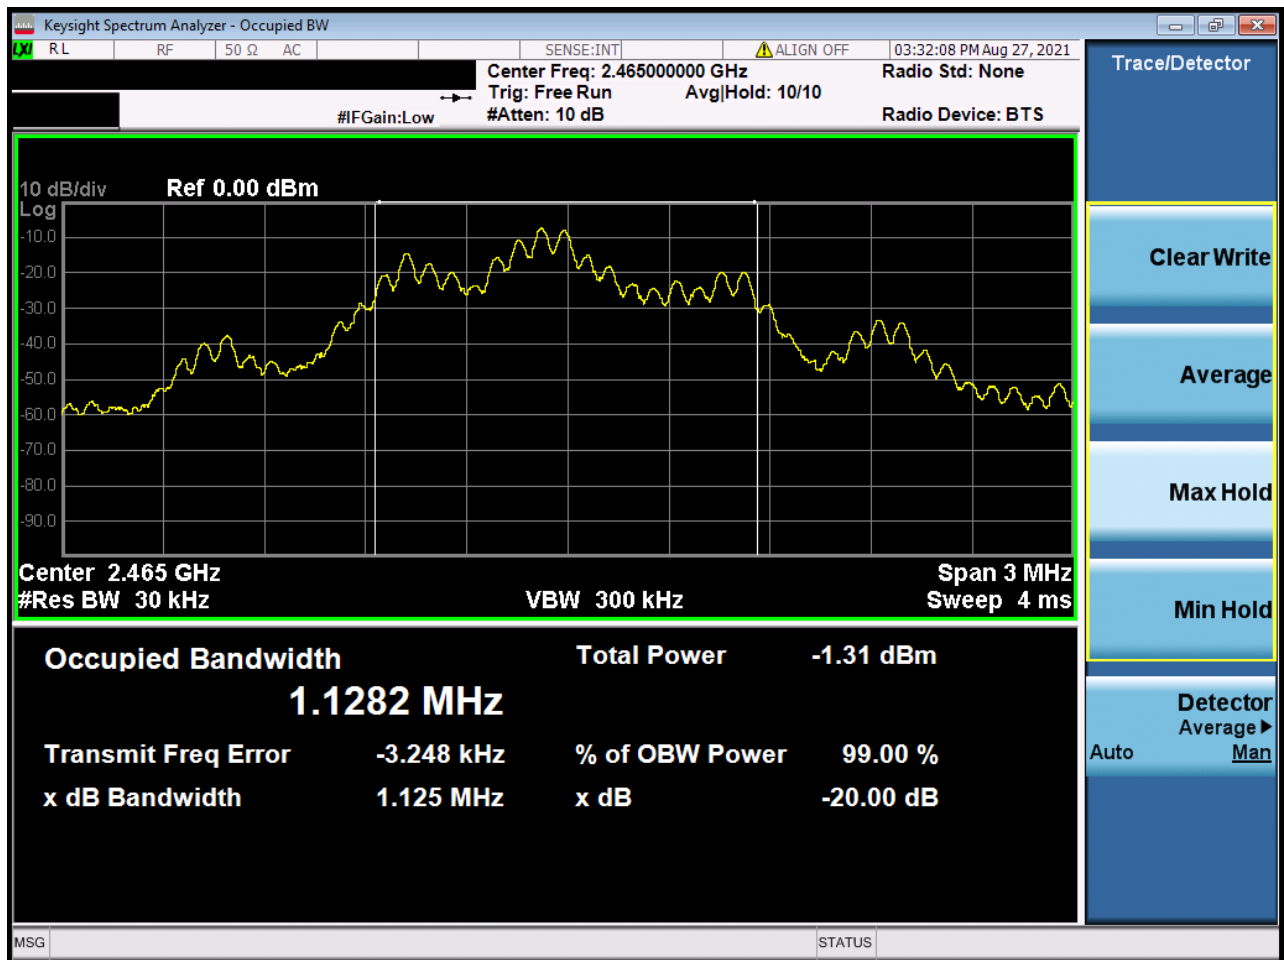 Keysight Spectrum Analyzer - Occupied BW
LXI RL RF 50 Ω AC SENSE:INT ALIGN OFF 03:32:08 PM Aug 27, 2021
Center Freq: 2.465000000 GHz Radio Std: None
Trig: Free Run Avg|Hold: 10/10
#IFGain:Low #Atten: 10 dB Radio Device: BTS
10 dB/div Ref 0.00 dBm
Log
-10.0
-20.0
-30.0
-40.0
-50.0
-60.0
-70.0
-80.0
-90.0
Center 2.465 GHz Span 3 MHz
#Res BW 30 kHz VBW 300 kHz Sweep 4 ms
Occupied Bandwidth Total Power -1.31 dBm
1.1282 MHz
Transmit Freq Error -3.248 kHz % of OBW Power 99.00 %
x dB Bandwidth 1.125 MHz x dB -20.00 dB
Trace/Detector
Clear Write
Average
Max Hold
Min Hold
Detector
Average▶
Auto Man
MSG STATUS